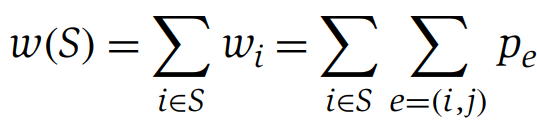 w(S) = ∑_{i∈S} w_i = ∑_{i∈S} ∑_{e=(i,j)} p_e